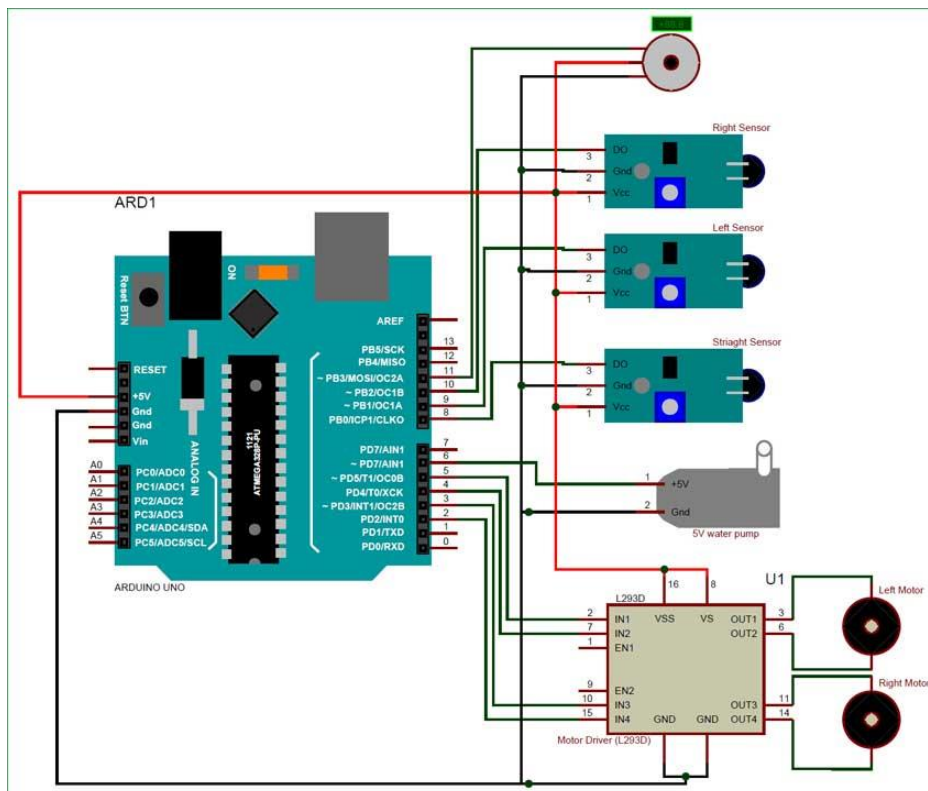 +88.8
Right Sensor
3
DO
2
Gnd
1
Vcc
Left Sensor
3
DO
2
Gnd
1
Vcc
Striaght Sensor
3
DO
2
Gnd
1
Vcc
1
+5V
2
Gnd
5V water pump
ARD1
Reset BTN
ON
RESET
+5V
Gnd
Gnd
Vin
ANALOG IN
A0
PC0/ADC0
A1
PC1/ADC1
A2
PC2/ADC2
A3
PC3/ADC3
A4
PC4/ADC4/SDA
A5
PC5/ADC5/SCL
1121
ATMEGA328P-PU
AREF
PB5/SCK
13
PB4/MISO
12
~ PB3/MOSI/OC2A
11
~ PB2/OC1B
10
~ PB1/OC1A
9
PB0/ICP1/CLKO
8
PD7/AIN1
7
~ PD7/AIN1
6
~ PD5/T1/OC0B
5
PD4/T0/XCK
4
~ PD3/INT1/OC2B
3
PD2/INT0
2
PD1/TXD
1
PD0/RXD
0
ARDUINO UNO
U1
L293D
16
VSS
8
VS
2
IN1
7
IN2
1
EN1
9
EN2
10
IN3
15
IN4
OUT1
3
OUT2
6
OUT3
11
OUT4
14
GND
GND
Motor Driver (L293D)
Left Motor
Right Motor